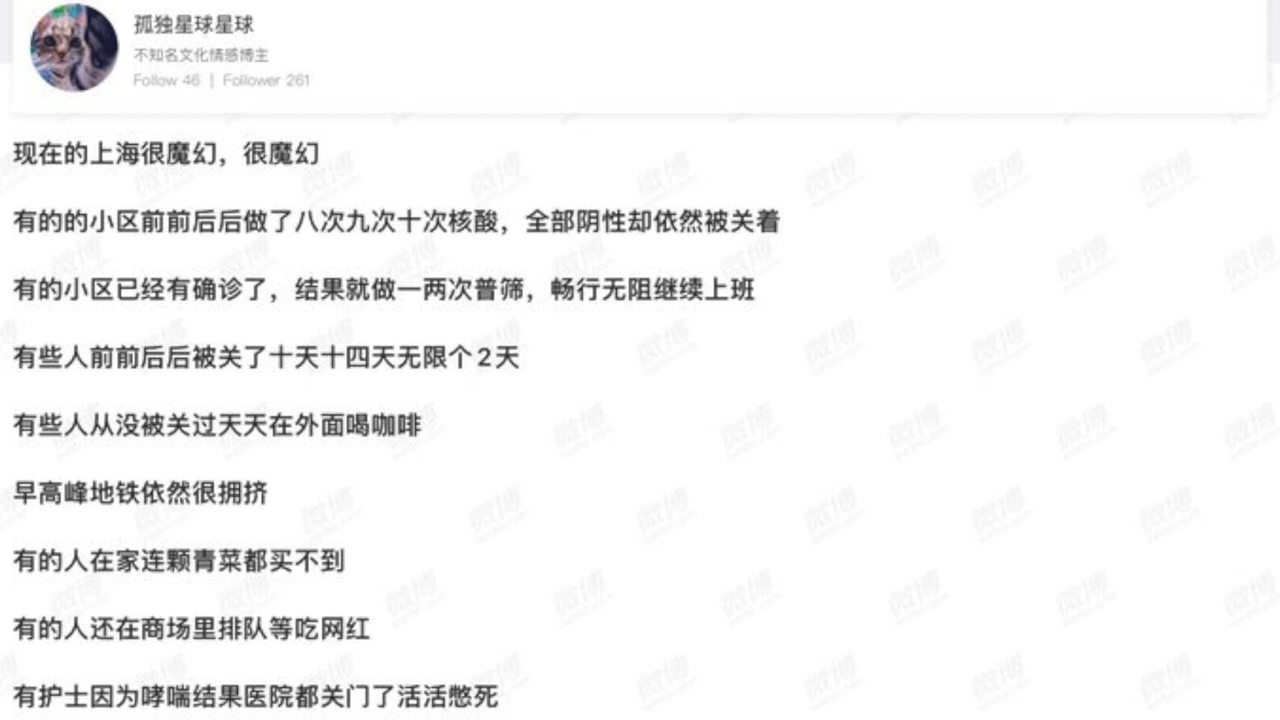 孤独星球星球
不知名文化情感博主
Follow 46 | Follower 261
现在的上海很魔幻，很魔幻
有的的小区前前后后做了八次九次十次核酸，全部阴性却依然被关着
有的小区已经有确诊了，结果就做一两次普筛，畅行无阻继续上班
有些人前前后后被关了十天十四天无限个2天
有些人从没被关过天天在外面喝咖啡
早高峰地铁依然很拥挤
有的人在家连颗青菜都买不到
有的人还在商场里排队等吃网红
有护士因为哮喘结果医院都关门了活活憋死